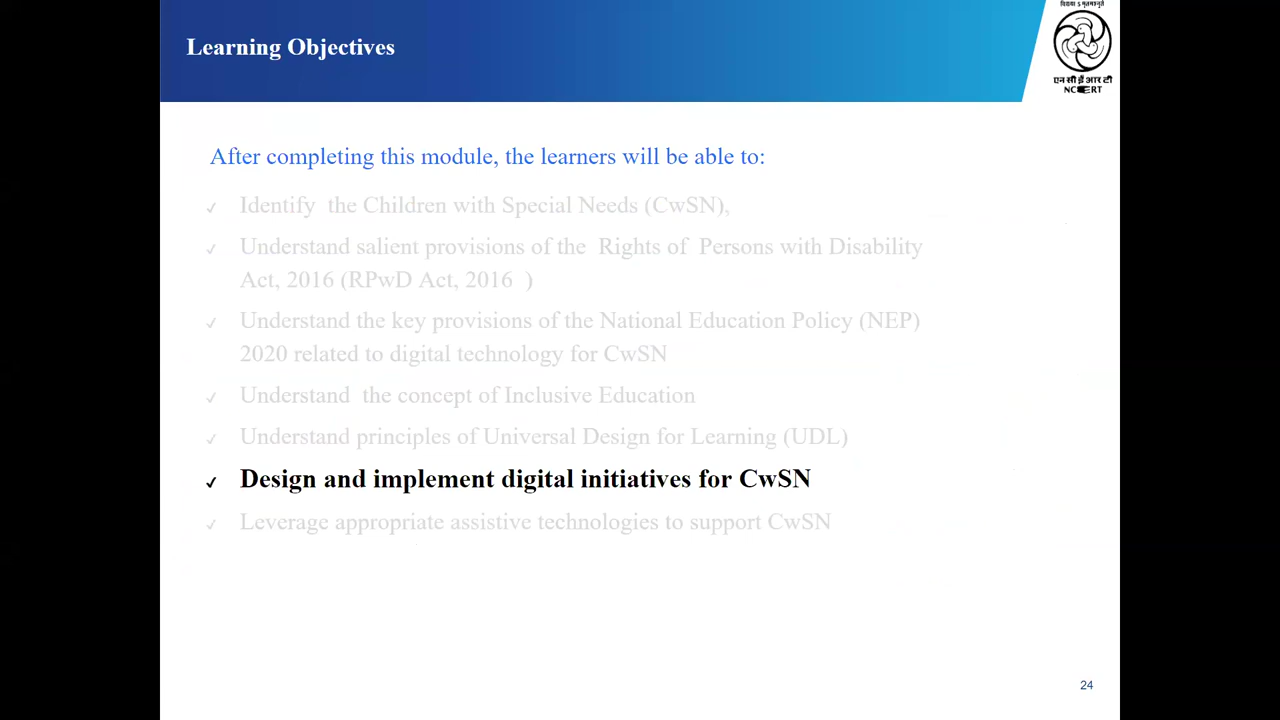 विद्यया ऽ मृतमश्नुते
Learning Objectives
एन सी ई आर टी
NCERT
After completing this module, the learners will be able to:
✓ Identify the Children with Special Needs (CwSN),
✓ Understand salient provisions of the Rights of Persons with Disability
Act, 2016 (RPwD Act, 2016 )
✓ Understand the key provisions of the National Education Policy (NEP)
2020 related to digital technology for CwSN
✓ Understand the concept of Inclusive Education
✓ Understand principles of Universal Design for Learning (UDL)
✓ Design and implement digital initiatives for CwSN
✓ Leverage appropriate assistive technologies to support CwSN
24